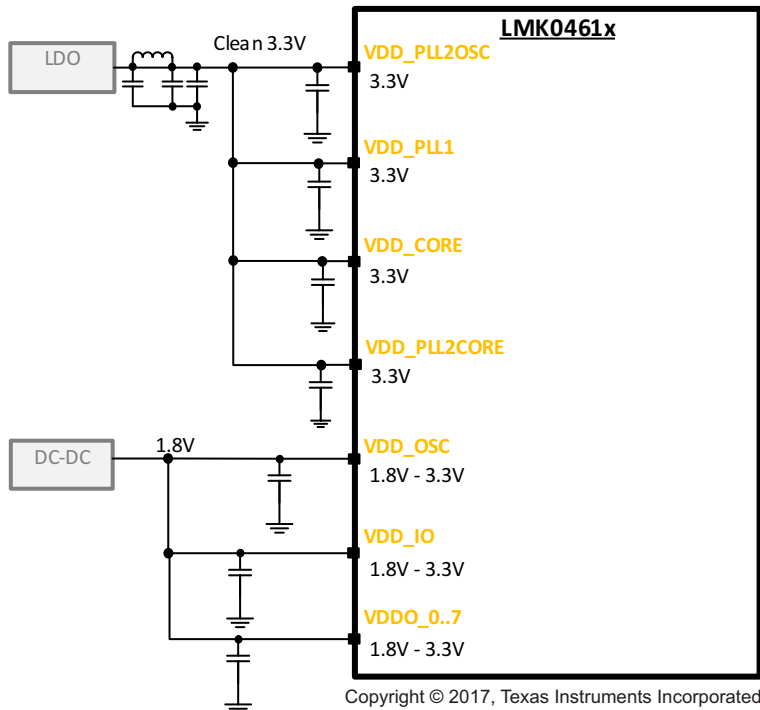 LMK0461x
LDO
Clean 3.3V
VDD_PLL2OSC
3.3V
VDD_PLL1
3.3V
VDD_CORE
3.3V
VDD_PLL2CORE
3.3V
DC-DC
1.8V
VDD_OSC
1.8V - 3.3V
VDD_IO
1.8V - 3.3V
VDDO_0..7
1.8V - 3.3V
Copyright © 2017, Texas Instruments Incorporated